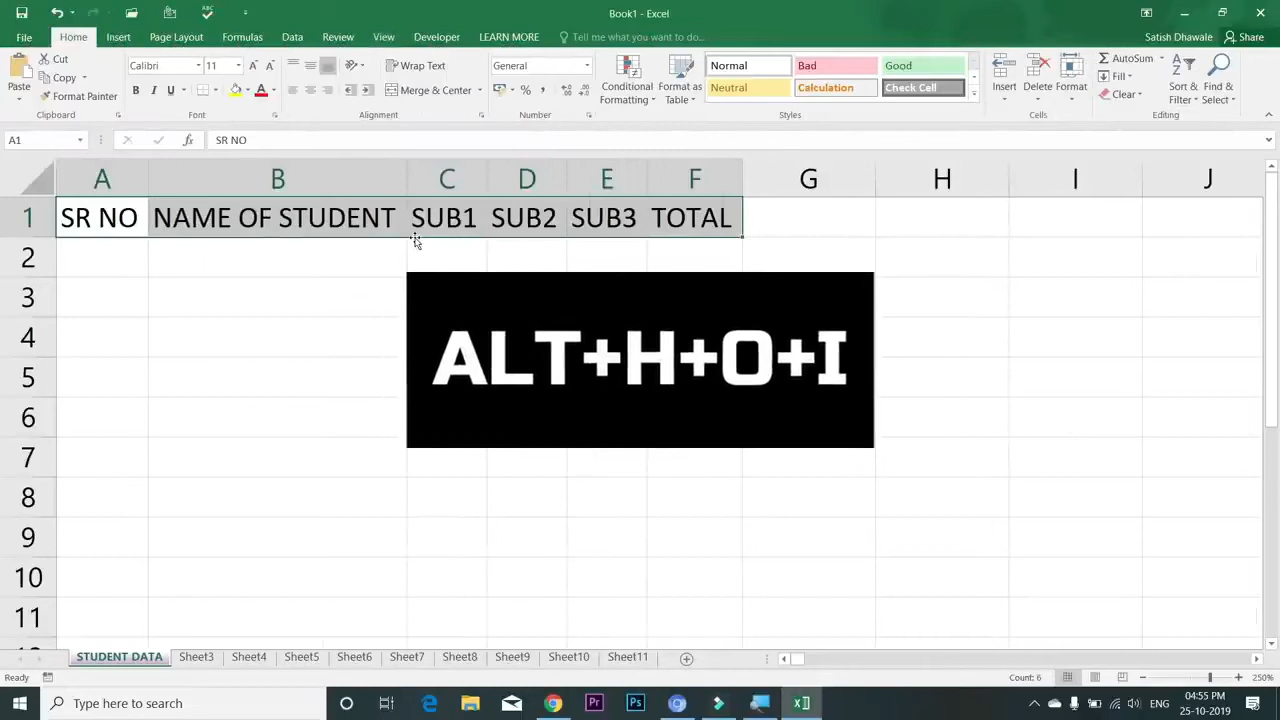 Book1 - Excel
File Home Insert Page Layout Formulas Data Review View Developer LEARN MORE Tell me what you want to do... Satish Dhawale Share
Paste Cut Copy Format Painter Clipboard
Calibri 11 B I U Font
Wrap Text Merge & Center Alignment
General % , Number
Conditional Formatting Format as Table
Normal Bad Good
Neutral Calculation Check Cell
Styles
Insert Delete Format Cells
AutoSum Fill Clear Sort & Filter Find & Select Editing
A1 fx SR NO
A B C D E F G H I J
1 SR NO NAME OF STUDENT SUB1 SUB2 SUB3 TOTAL
2
3
4
5
6
7
8
9
10
11
ALT+H+O+I
STUDENT DATA Sheet3 Sheet4 Sheet5 Sheet6 Sheet7 Sheet8 Sheet9 Sheet10 Sheet11
Ready Count: 6 250%
Type here to search ENG 04:55 PM
25-10-2019